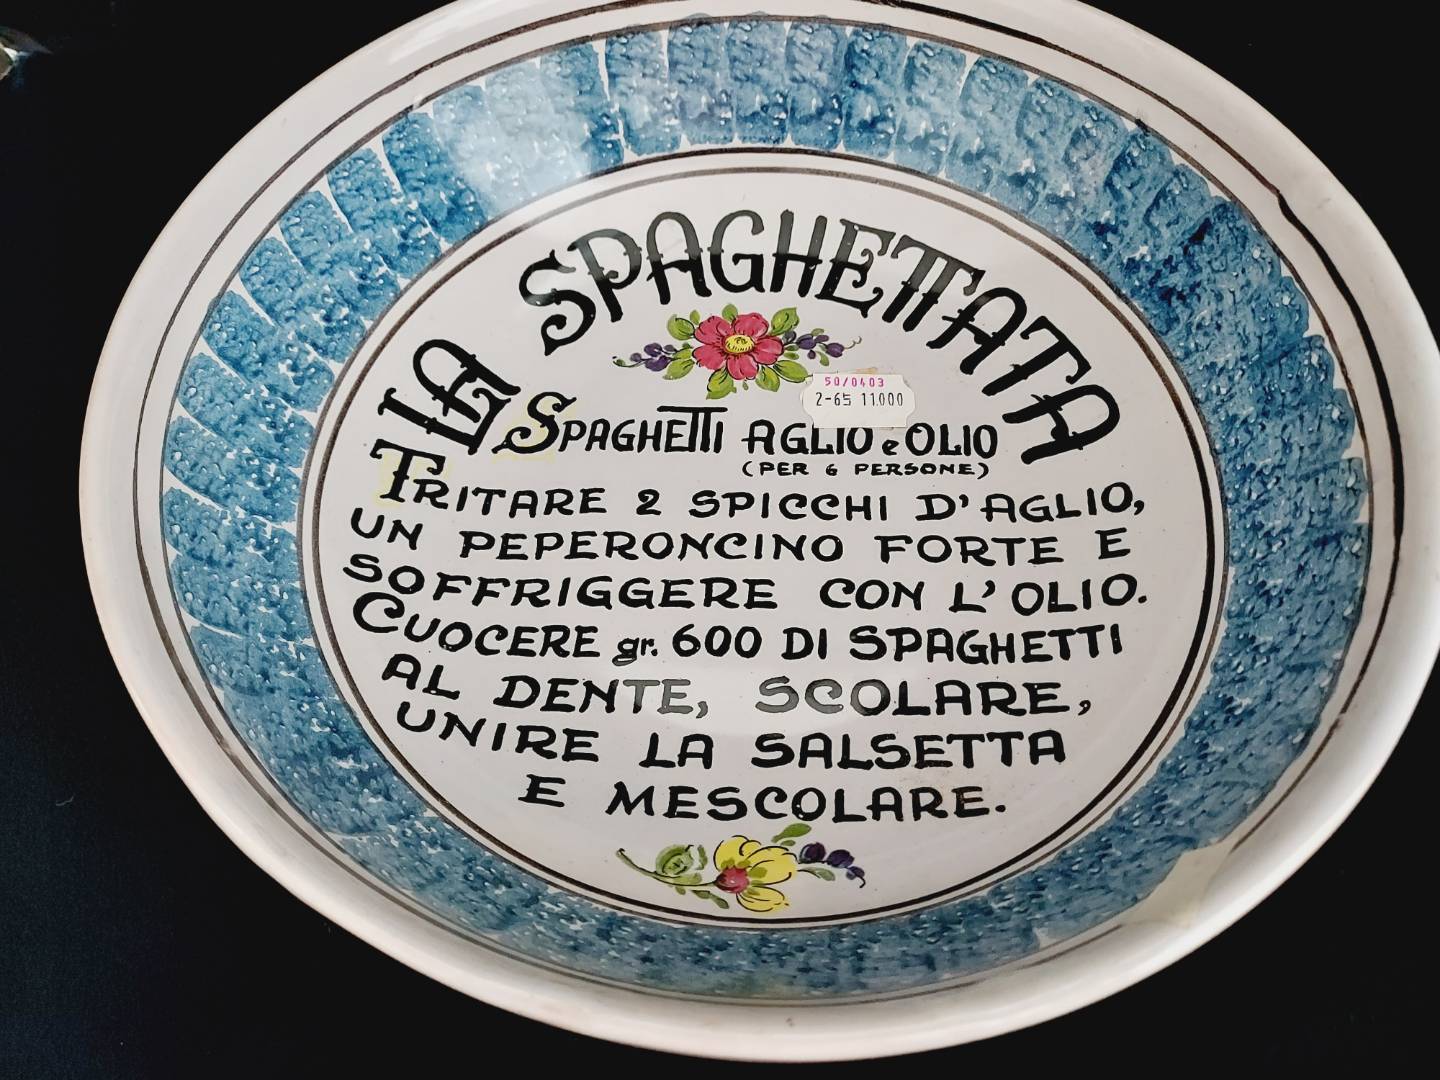 LA SPAGHETTATA
50/0403
2-65 11.000
SPAGHETTI AGLIO e OLIO
(PER 6 PERSONE)
TRITARE 2 SPICCHI D'AGLIO,
UN PEPERONCINO FORTE E
SOFFRIGGERE CON L'OLIO.
CUOCERE gr. 600 DI SPAGHETTI
AL DENTE, SCOLARE,
UNIRE LA SALSETTA
E MESCOLARE.